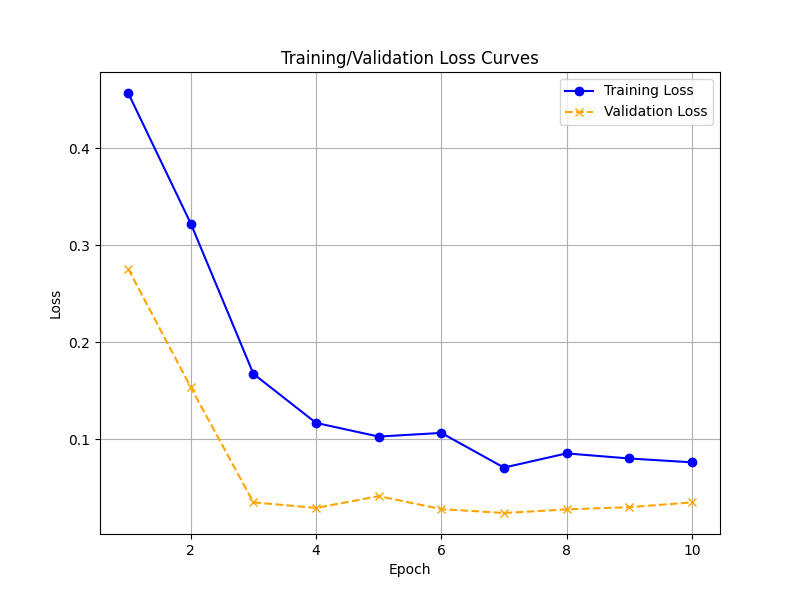 Training/Validation Loss Curves
Training Loss
Validation Loss
0.4
0.3
0.2
0.1
Loss
2 4 6 8 10
Epoch